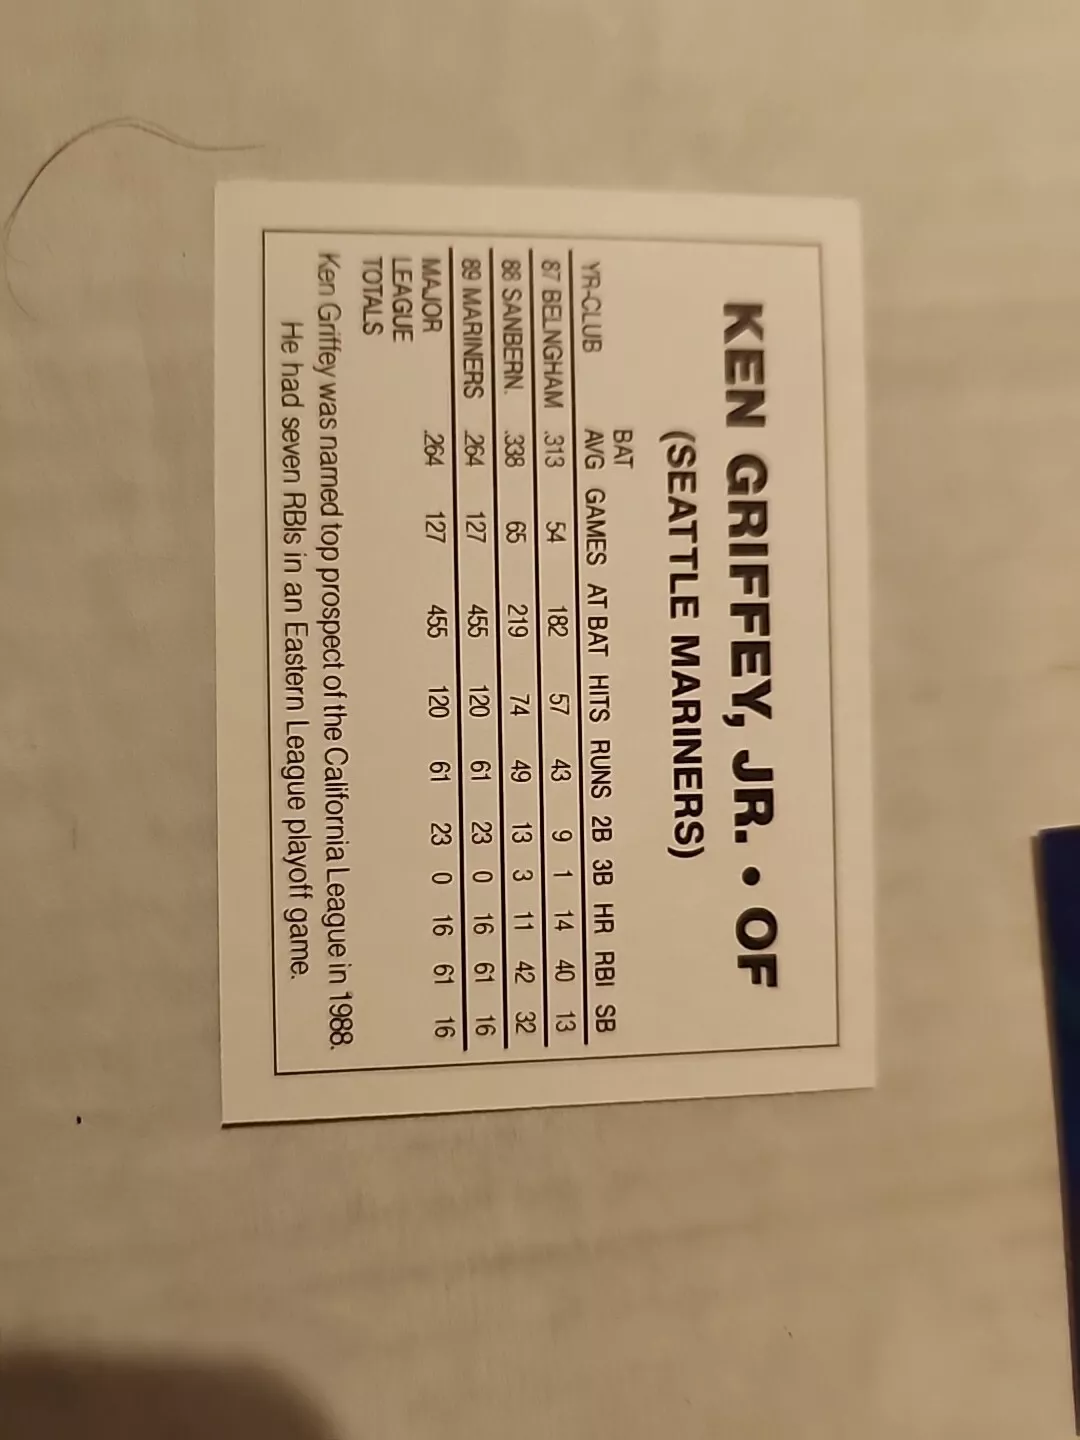 KEN GRIFFEY, JR. • OF
(SEATTLE MARINERS)
BAT
YR-CLUB AVG GAMES AT BAT HITS RUNS 2B 3B HR RBI SB
87 BELNGHAM .313 54 182 57 43 9 1 14 40 13
88 SANBERN. .338 65 219 74 49 13 3 11 42 32
89 MARINERS .264 127 455 120 61 23 0 16 61 16
MAJOR .264 127 455 120 61 23 0 16 61 16
LEAGUE
TOTALS
Ken Griffey was named top prospect of the California League in 1988.
He had seven RBIs in an Eastern League playoff game.